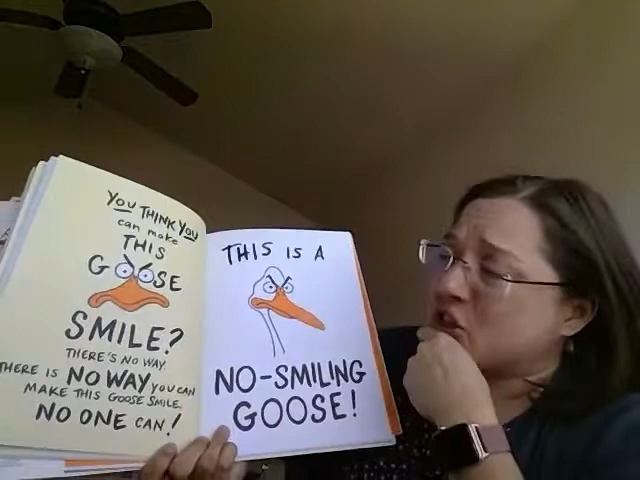 YOU THINK YOU
can make
THIS
GOOSE
SMILE?
THERE'S NO WAY.
THERE IS NO WAY YOU CAN
MAKE THIS GOOSE SMILE.
NO ONE CAN!
THIS IS A
NO-SMILING
GOOSE!